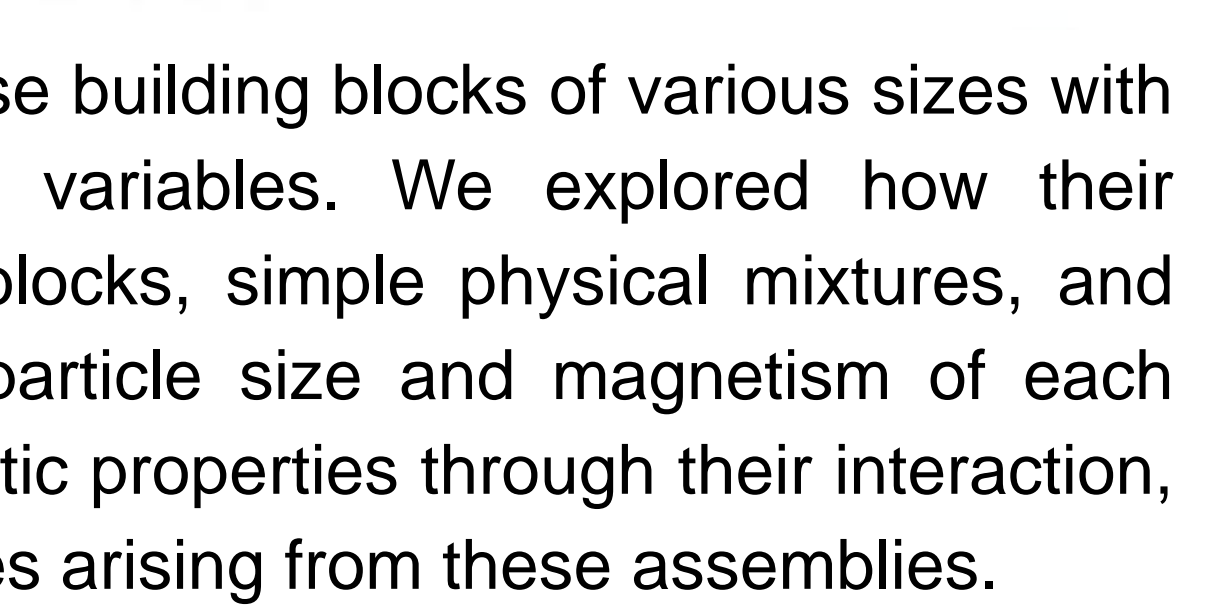 se building blocks of various sizes with
variables. We explored how their
blocks, simple physical mixtures, and
particle size and magnetism of each
tic properties through their interaction,
es arising from these assemblies.